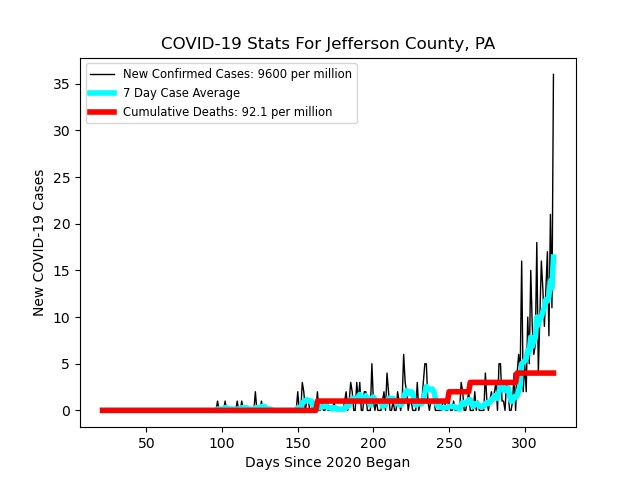 COVID-19 Stats For Jefferson County, PA
New Confirmed Cases: 9600 per million
7 Day Case Average
Cumulative Deaths: 92.1 per million
New COVID-19 Cases
35
30
25
20
15
10
5
0
50 100 150 200 250 300
Days Since 2020 Began